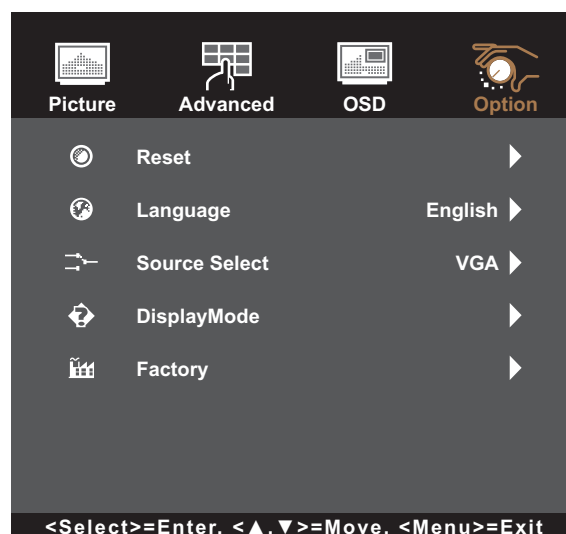 Picture Advanced OSD Option
Reset
Language English
Source Select VGA
DisplayMode
Factory
<Select>=Enter, <▲,▼>=Move, <Menu>=Exit